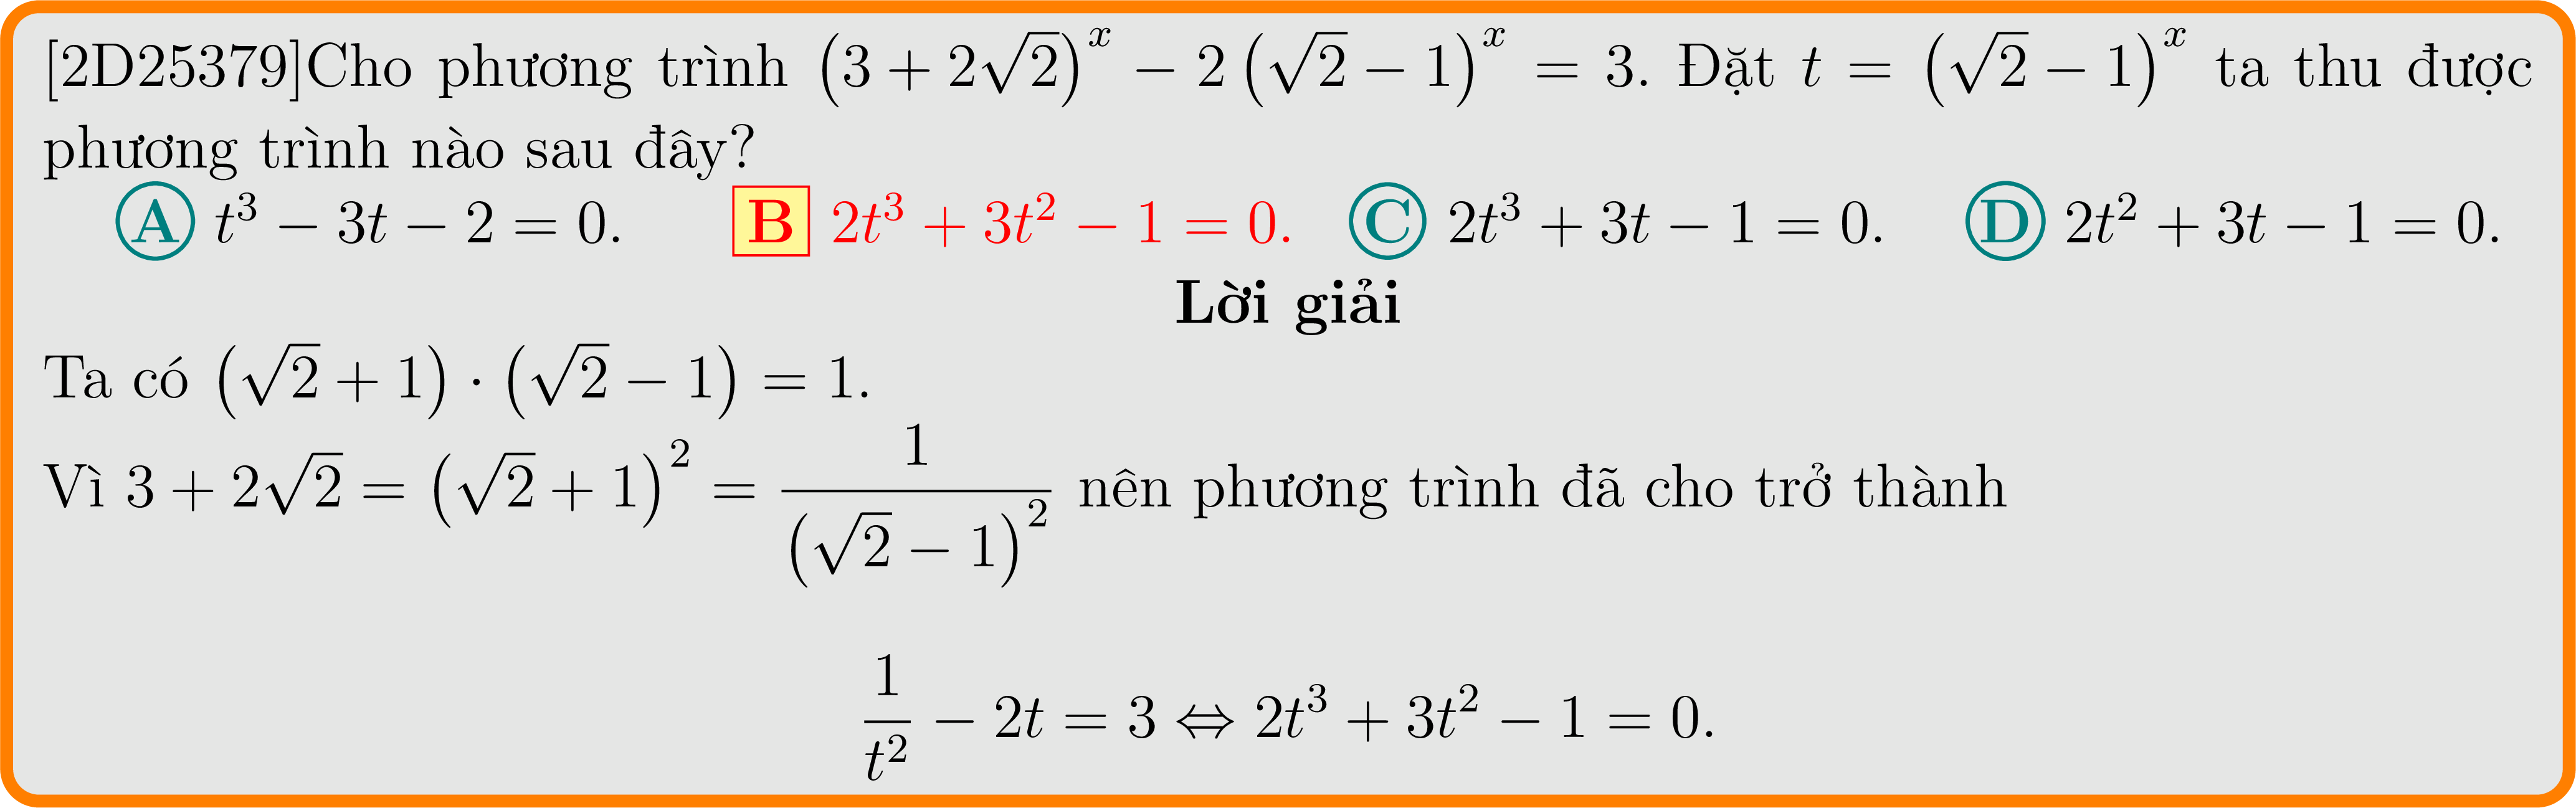 [2D25379]Cho phương trình $\left(3+2\sqrt{2}\right)^x - 2\left(\sqrt{2}-1\right)^x = 3$. Đặt $t = \left(\sqrt{2}-1\right)^x$ ta thu được
phương trình nào sau đây?
A $t^3 - 3t - 2 = 0$. B $2t^3 + 3t^2 - 1 = 0$. C $2t^3 + 3t - 1 = 0$. D $2t^2 + 3t - 1 = 0$.
Lời giải
Ta có $\left(\sqrt{2}+1\right) \cdot \left(\sqrt{2}-1\right) = 1$.
Vì $3 + 2\sqrt{2} = \left(\sqrt{2}+1\right)^2 = \dfrac{1}{\left(\sqrt{2}-1\right)^2}$ nên phương trình đã cho trở thành
$\dfrac{1}{t^2} - 2t = 3 \Leftrightarrow 2t^3 + 3t^2 - 1 = 0$.